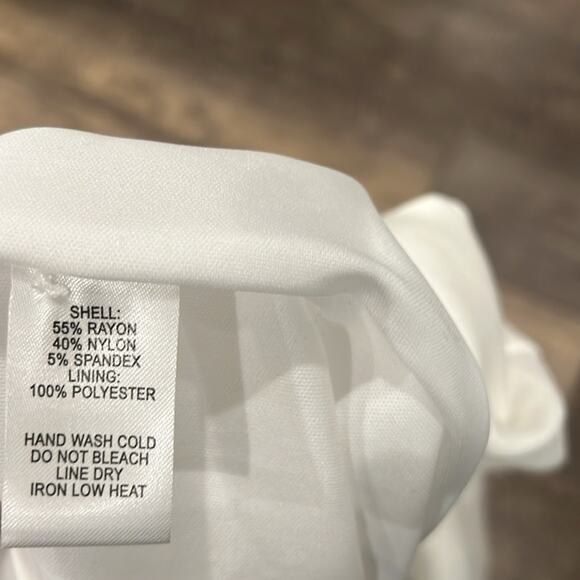 SHELL:
55% RAYON
40% NYLON
5% SPANDEX
LINING:
100% POLYESTER
HAND WASH COLD
DO NOT BLEACH
LINE DRY
IRON LOW HEAT